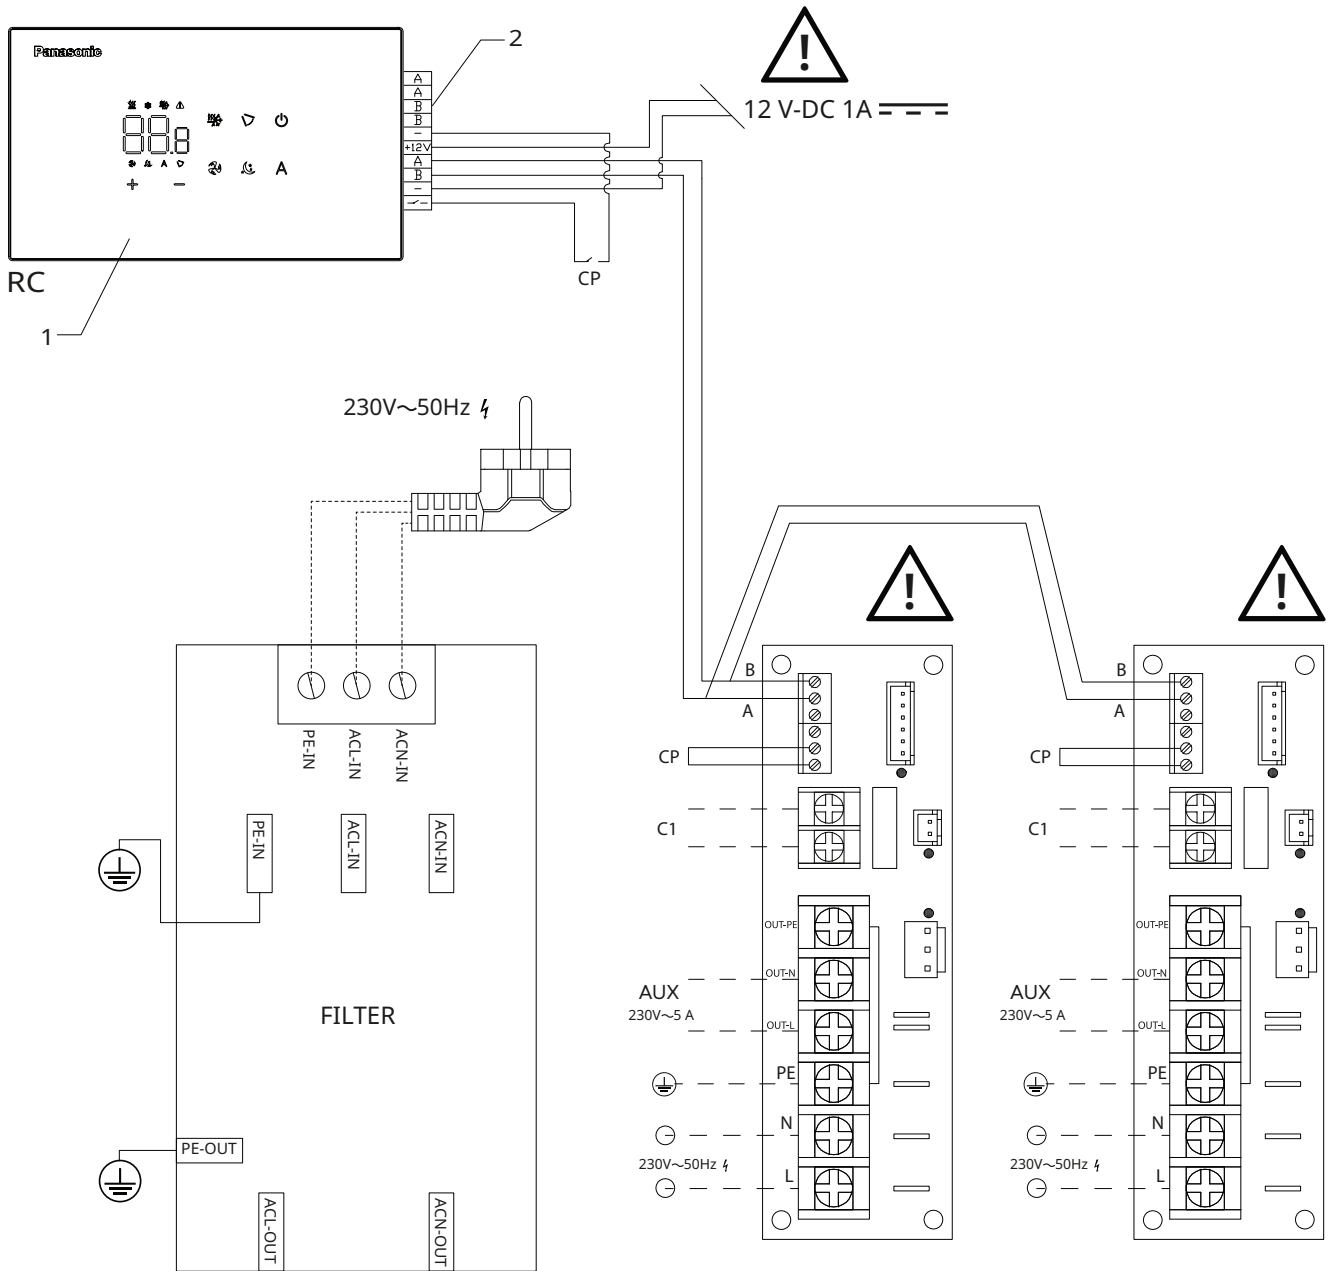 Panasonic
2
A
A
B
B
−
+12V
A
B
−
12 V-DC 1A
A
+ −
CP
RC
1
230V～50Hz
PE-IN
ACL-IN
ACN-IN
PE-IN
ACL-IN
ACN-IN
FILTER
PE-OUT
ACL-OUT
ACN-OUT
B
A
CP
C1
OUT-PE
OUT-N
AUX
230V～5 A
OUT-L
PE
N
230V～50Hz
L
B
A
CP
C1
OUT-PE
OUT-N
AUX
230V～5 A
OUT-L
PE
N
230V～50Hz
L